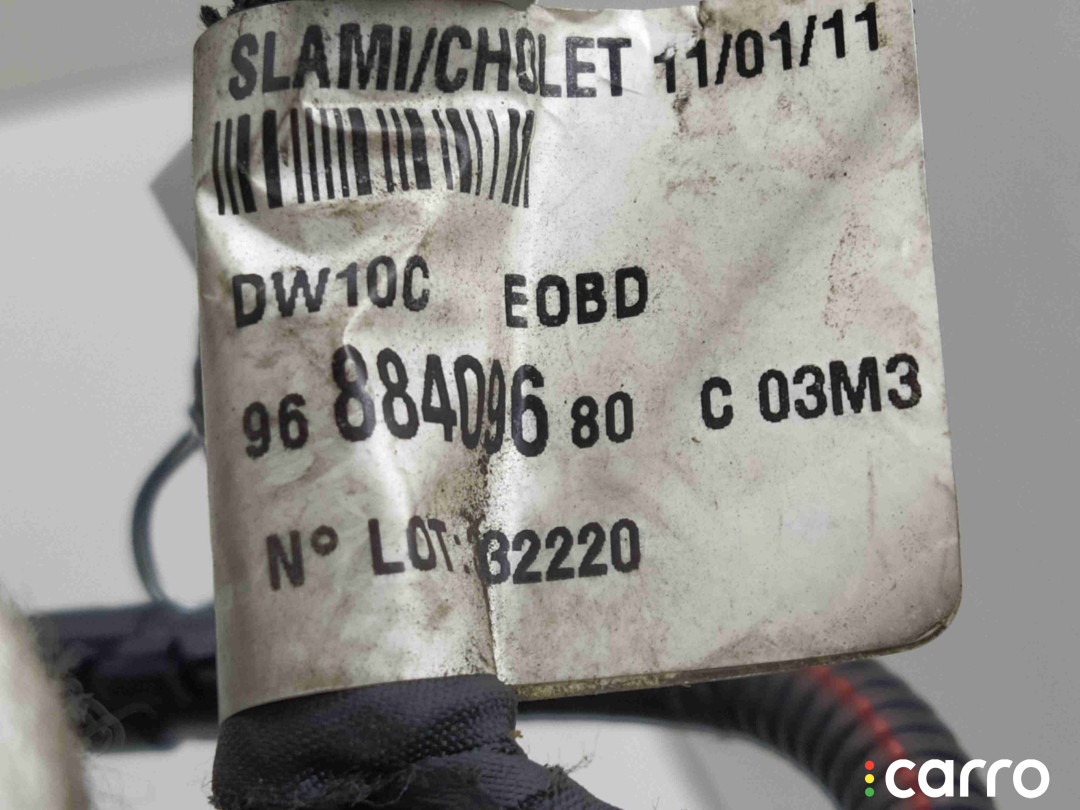 SLAMI/CHOLET 11/01/11
DW10C EOBD
96 884096 80 C 03M3
N° LOT: 32220
carro